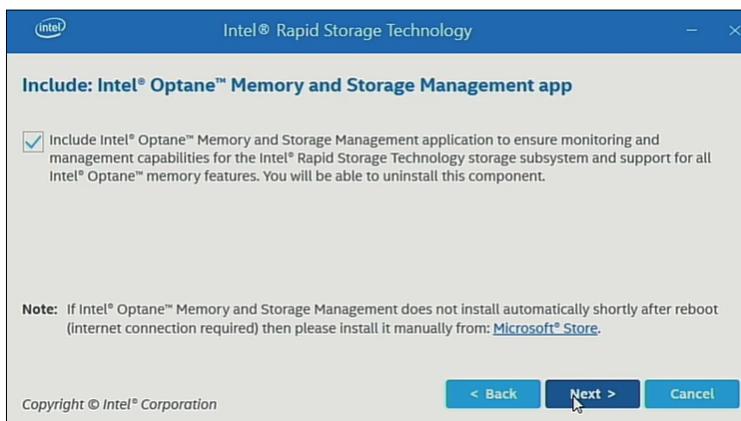 intel
Intel® Rapid Storage Technology
Include: Intel® Optane™ Memory and Storage Management app
Include Intel® Optane™ Memory and Storage Management application to ensure monitoring and
management capabilities for the Intel® Rapid Storage Technology storage subsystem and support for all
Intel® Optane™ memory features. You will be able to uninstall this component.
Note: If Intel® Optane™ Memory and Storage Management does not install automatically shortly after reboot
(internet connection required) then please install it manually from: Microsoft® Store.
Copyright © Intel® Corporation
< Back
Next >
Cancel